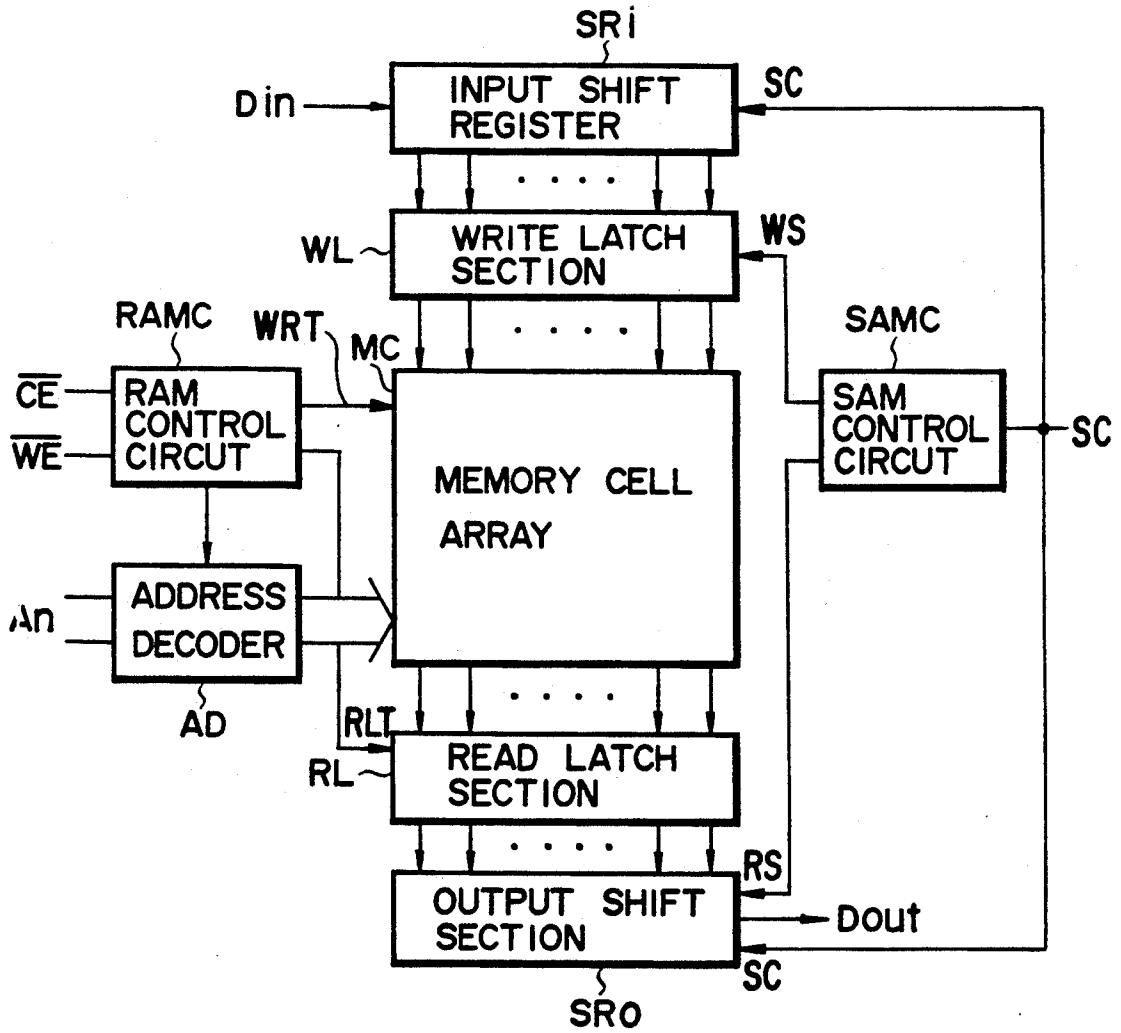 SRi
INPUT SHIFT
REGISTER
Din
SC
WRITE LATCH
SECTION
WL
WS
RAMC
WRT
MC
SAMC
CE
WE
RAM
CONTROL
CIRCUT
SAM
CONTROL
CIRCUT
SC
MEMORY CELL
ARRAY
An
ADDRESS
DECODER
AD
RLT
RL
READ LATCH
SECTION
RS
OUTPUT SHIFT
SECTION
Dout
SC
SRo